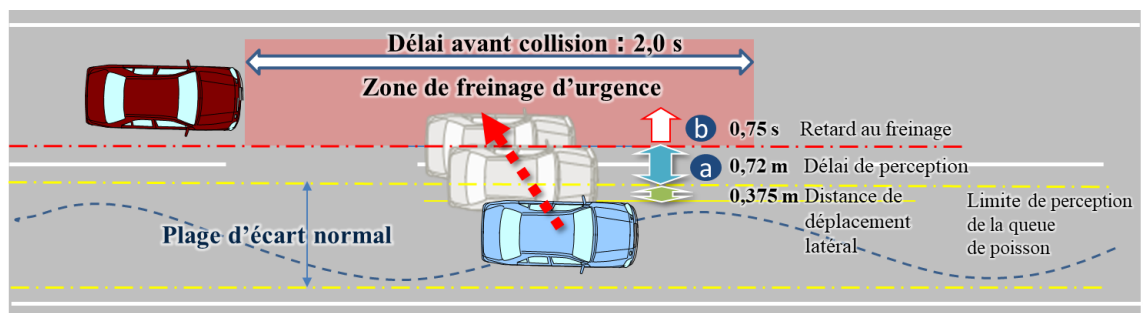 Délai avant collision : 2,0 s
Zone de freinage d’urgence
b 0,75 s Retard au freinage
a 0,72 m Délai de perception
0,375 m Distance de
déplacement
latéral
Limite de perception
de la queue
de poisson
Plage d’écart normal